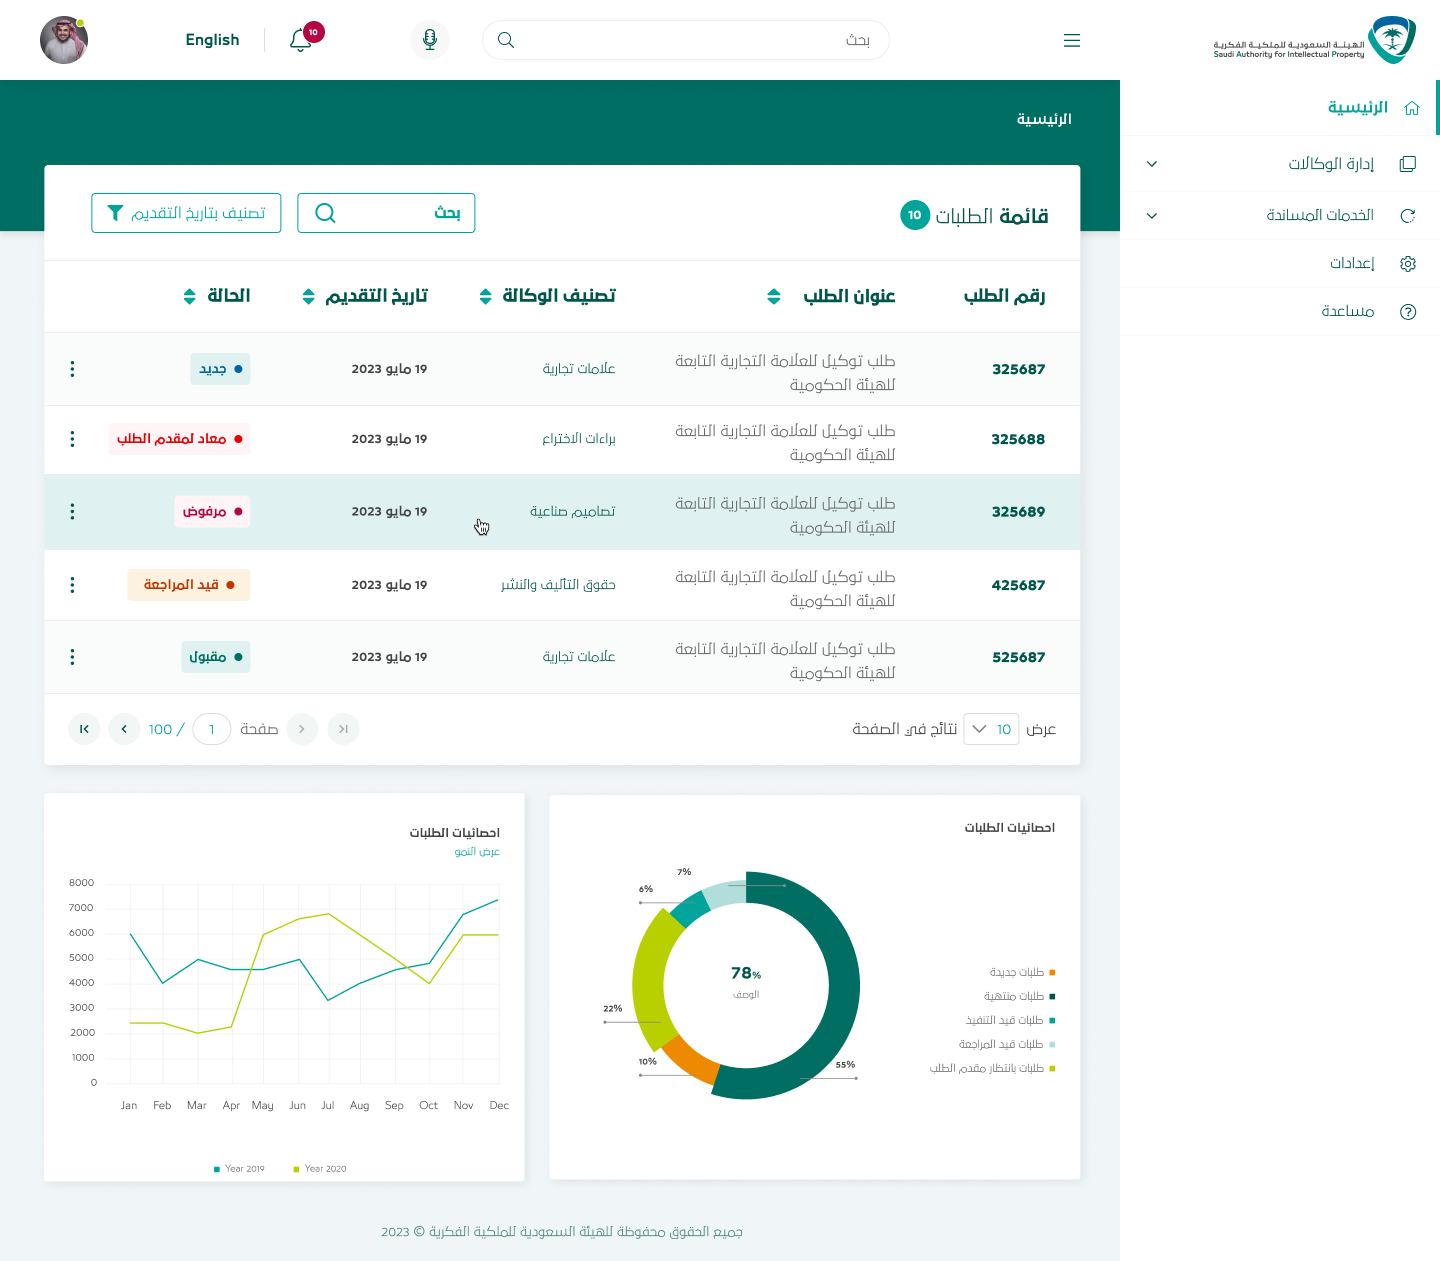 الهيئة السعودية للملكية الفكرية
Saudi Authority for Intellectual Property
بحث
10
English
الرئيسية
إدارة الوكالات
الخدمات المساندة
إعدادات
مساعدة
الرئيسية
قائمة الطلبات 10
بحث
تصنيف بتاريخ التقديم
رقم الطلب
عنوان الطلب
تصنيف الوكالة
تاريخ التقديم
الحالة
325687
طلب توكيل للعلامة التجارية التابعة
للهيئة الحكومية
علامات تجارية
19 مايو 2023
جديد
325688
طلب توكيل للعلامة التجارية التابعة
للهيئة الحكومية
براءات الاختراع
19 مايو 2023
معاد لمقدم الطلب
325689
طلب توكيل للعلامة التجارية التابعة
للهيئة الحكومية
تصاميم صناعية
19 مايو 2023
مرفوض
425687
طلب توكيل للعلامة التجارية التابعة
للهيئة الحكومية
حقوق التأليف والنشر
19 مايو 2023
قيد المراجعة
525687
طلب توكيل للعلامة التجارية التابعة
للهيئة الحكومية
علامات تجارية
19 مايو 2023
مقبول
عرض 10 نتائج في الصفحة
صفحة 1 / 100
احصائيات الطلبات
7%
6%
78%
الوصف
22%
10%
55%
طلبات جديدة
طلبات منتهية
طلبات قيد التنفيذ
طلبات قيد المراجعة
طلبات بانتظار مقدم الطلب
احصائيات الطلبات
عرض النمو
8000
7000
6000
5000
4000
3000
2000
1000
0
Jan Feb Mar Apr May Jun Jul Aug Sep Oct Nov Dec
Year 2019 Year 2020
جميع الحقوق محفوظة للهيئة السعودية للملكية الفكرية © 2023